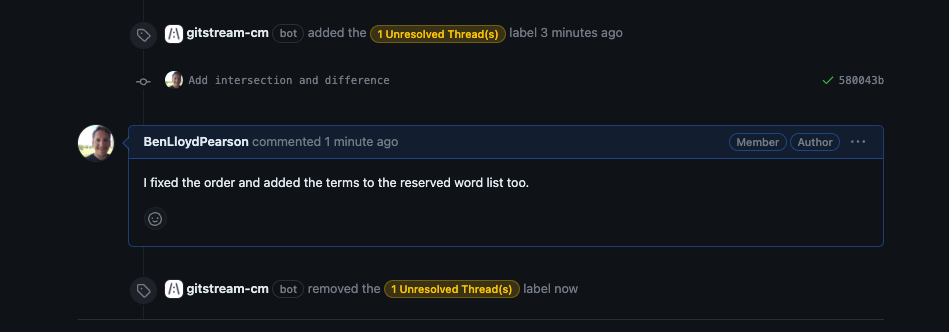 gitstream-cm bot added the 1 Unresolved Thread(s) label 3 minutes ago
Add intersection and difference 580043b
BenLloydPearson commented 1 minute ago Member Author ...
I fixed the order and added the terms to the reserved word list too.
gitstream-cm bot removed the 1 Unresolved Thread(s) label now